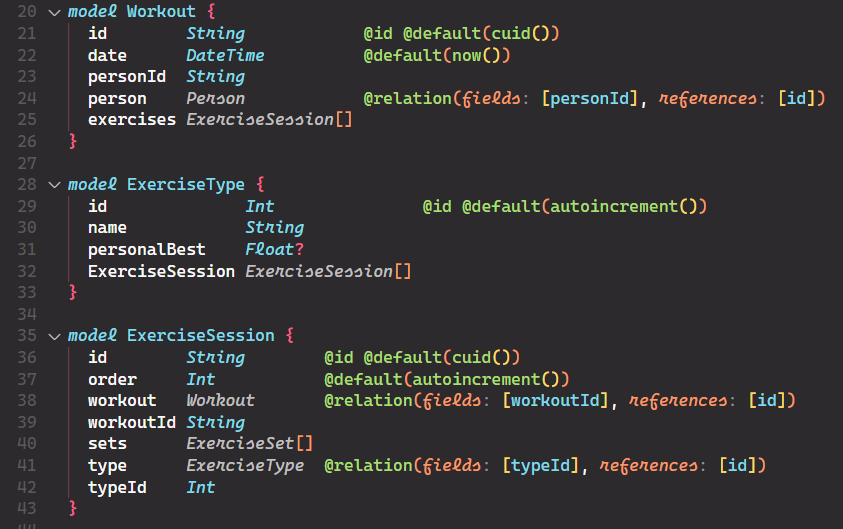 20 model Workout {
21 id String @id @default(cuid())
22 date DateTime @default(now())
23 personId String
24 person Person @relation(fields: [personId], references: [id])
25 exercises ExerciseSession[]
26 }
27
28 model ExerciseType {
29 id Int @id @default(autoincrement())
30 name String
31 personalBest Float?
32 ExerciseSession ExerciseSession[]
33 }
34
35 model ExerciseSession {
36 id String @id @default(cuid())
37 order Int @default(autoincrement())
38 workout Workout @relation(fields: [workoutId], references: [id])
39 workoutId String
40 sets ExerciseSet[]
41 type ExerciseType @relation(fields: [typeId], references: [id])
42 typeId Int
43 }